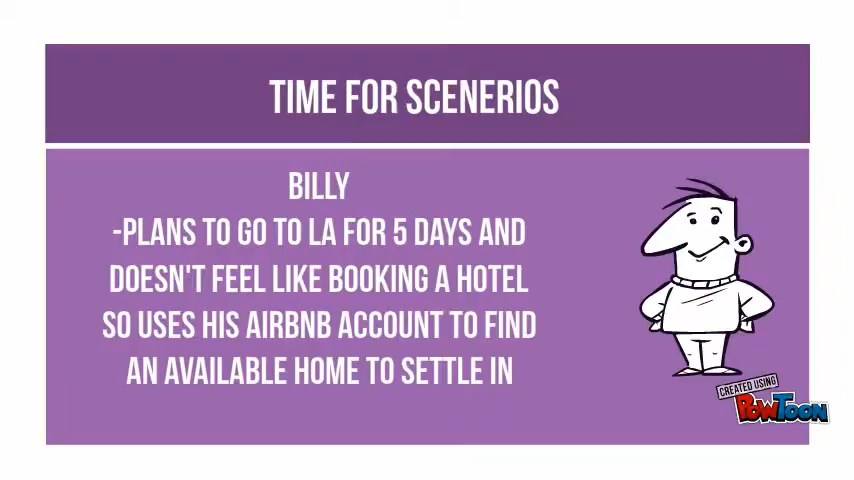 TIME FOR SCENERIOS
BILLY
-PLANS TO GO TO LA FOR 5 DAYS AND
DOESN'T FEEL LIKE BOOKING A HOTEL
SO USES HIS AIRBNB ACCOUNT TO FIND
AN AVAILABLE HOME TO SETTLE IN
CREATED USING
POWTOON